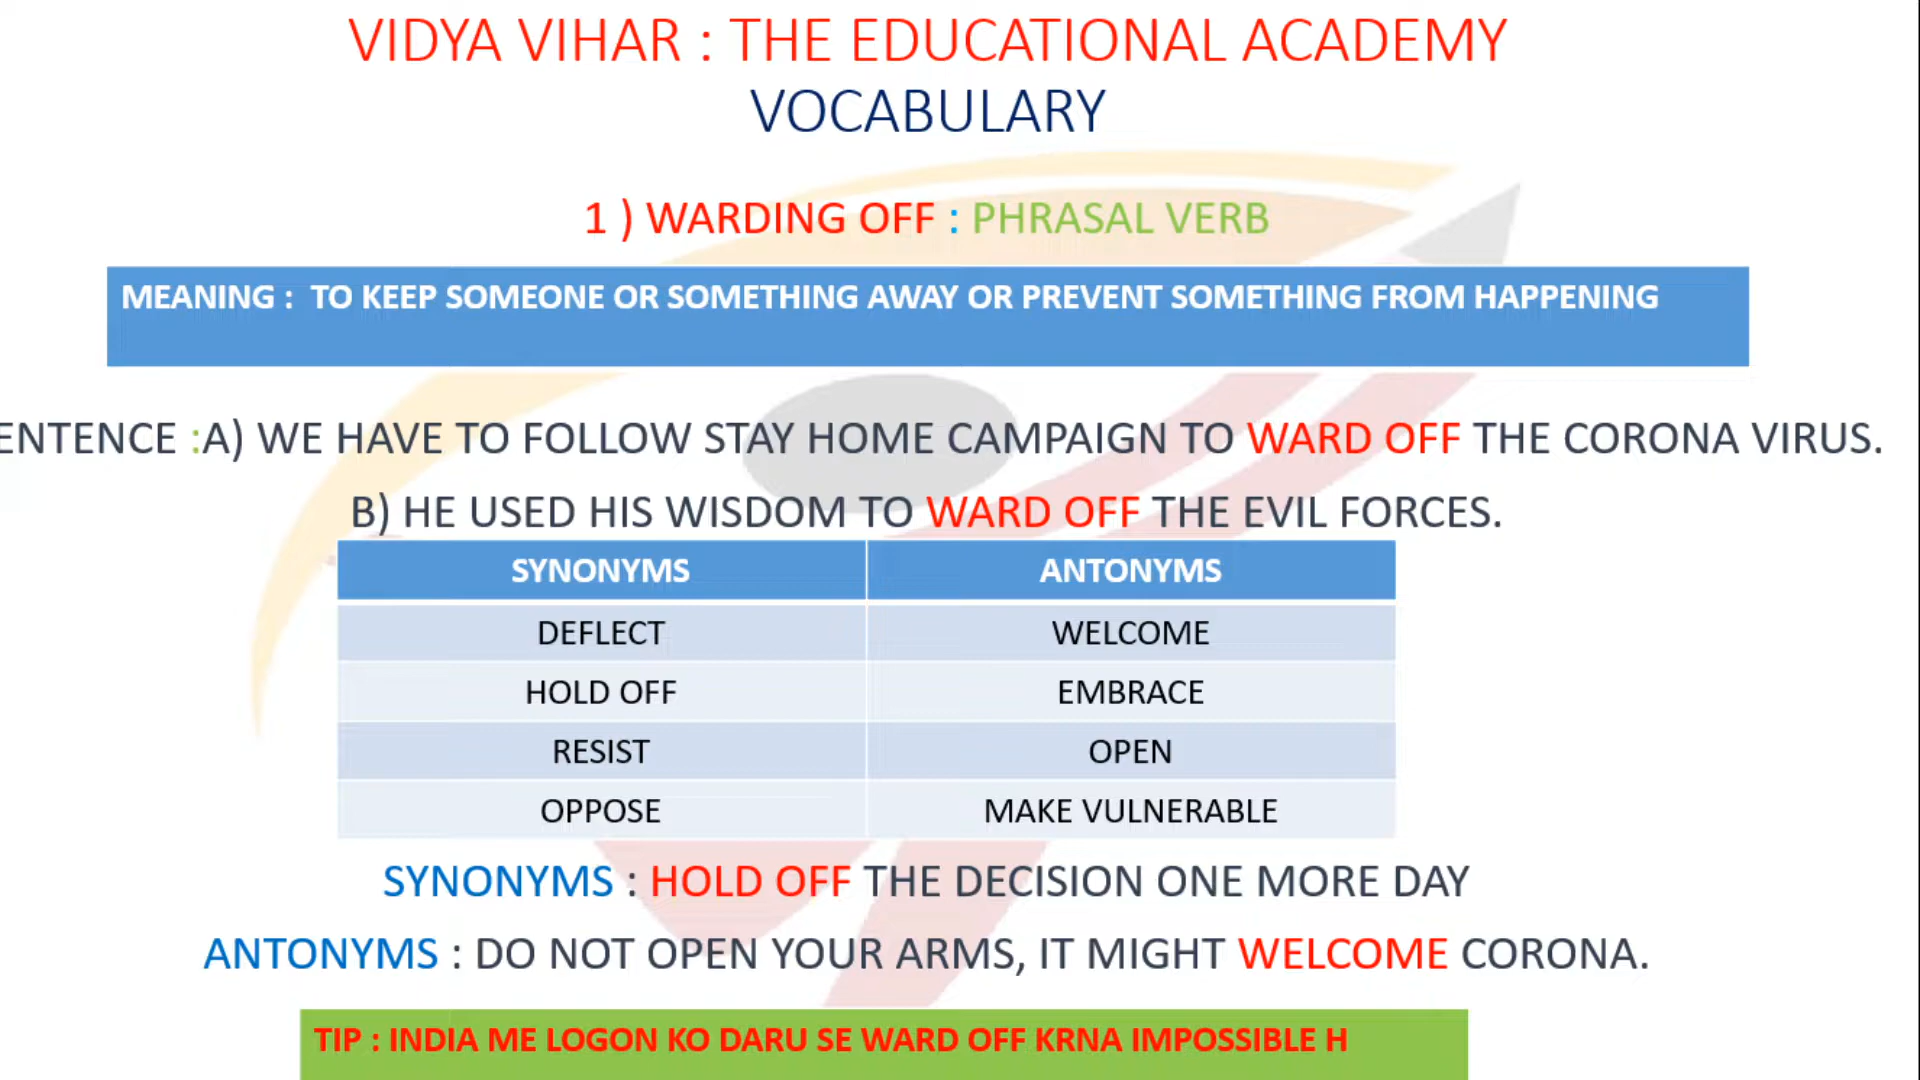 VIDYA VIHAR : THE EDUCATIONAL ACADEMY
VOCABULARY
1 ) WARDING OFF : PHRASAL VERB
MEANING : TO KEEP SOMEONE OR SOMETHING AWAY OR PREVENT SOMETHING FROM HAPPENING
ENTENCE :A) WE HAVE TO FOLLOW STAY HOME CAMPAIGN TO WARD OFF THE CORONA VIRUS.
B) HE USED HIS WISDOM TO WARD OFF THE EVIL FORCES.
SYNONYMS ANTONYMS
DEFLECT WELCOME
HOLD OFF EMBRACE
RESIST OPEN
OPPOSE MAKE VULNERABLE
SYNONYMS : HOLD OFF THE DECISION ONE MORE DAY
ANTONYMS : DO NOT OPEN YOUR ARMS, IT MIGHT WELCOME CORONA.
TIP : INDIA ME LOGON KO DARU SE WARD OFF KRNA IMPOSSIBLE H